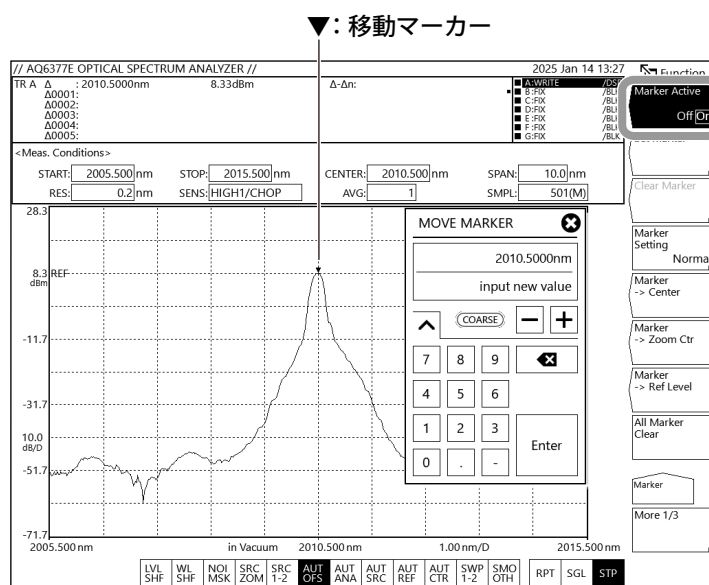 ▼：移動マーカー
// AQ6377E OPTICAL SPECTRUM ANALYZER // 2025 Jan 14 13:27
Function
TR A Δ : 2010.5000nm 8.33dBm Δ-Δn:
Δ0001:
Δ0002:
Δ0003:
Δ0004:
Δ0005:
A:WRITE /DSP
B:FIX /BLK
C:FIX /BLK
D:FIX /BLK
E:FIX /BLK
F:FIX /BLK
G:FIX /BLK
Marker Active
Off On
Clear Marker
Marker
Setting
Norma
Marker
-> Center
Marker
-> Zoom Ctr
Marker
-> Ref Level
All Marker
Clear
Marker
More 1/3
<Meas. Conditions>
START: 2005.500 nm STOP: 2015.500 nm CENTER: 2010.500 nm SPAN: 10.0 nm
RES: 0.2 nm SENS: HIGH1/CHOP AVG: 1 SMPL: 501(M)
28.3
8.3 REF
dBm
-11.7
-31.7
10.0
dB/D
-51.7
-71.7
MOVE MARKER
2010.5000nm
input new value
COARSE − +
7 8 9
4 5 6
1 2 3
Enter
0 . -
2005.500 nm in Vacuum 2010.500 nm 1.00 nm/D 2015.500 nm
LVL SHF
WL SHF
NOI MSK
SRC ZOM
SRC 1-2
AUT OFS
AUT ANA
AUT SRC
AUT REF
AUT CTR
SWP 1-2
SMO OTH
RPT
SGL
STP